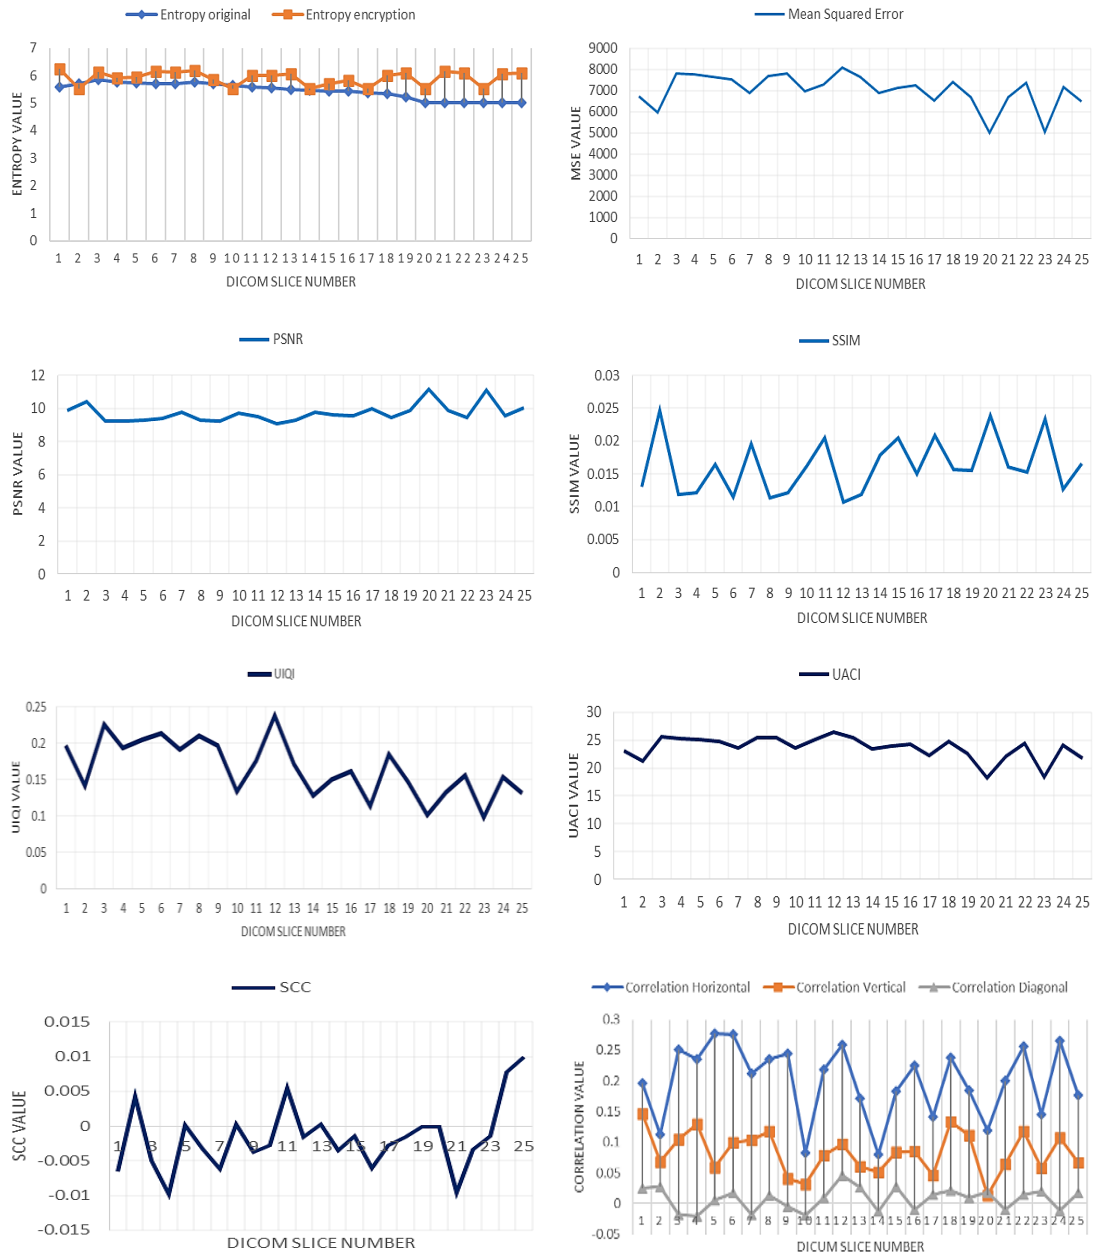 Entropy original Entropy encryption
7
6
5
4
3
2
1
0
ENTROPY VALUE
1 2 3 4 5 6 7 8 9 10 11 12 13 14 15 16 17 18 19 20 21 22 23 24 25
DICOM SLICE NUMBER
Mean Squared Error
9000
8000
7000
6000
5000
4000
3000
2000
1000
0
MSE VALUE
1 2 3 4 5 6 7 8 9 10 11 12 13 14 15 16 17 18 19 20 21 22 23 24 25
DICOM SLICE NUMBER
PSNR
12
10
8
6
4
2
0
PSNR VALUE
1 2 3 4 5 6 7 8 9 10 11 12 13 14 15 16 17 18 19 20 21 22 23 24 25
DICOM SLICE NUMBER
SSIM
0.03
0.025
0.02
0.015
0.01
0.005
0
SSIM VALUE
1 2 3 4 5 6 7 8 9 10 11 12 13 14 15 16 17 18 19 20 21 22 23 24 25
DICOM SLICE NUMBER
UIQI
0.25
0.2
0.15
0.1
0.05
0
UIQI VALUE
1 2 3 4 5 6 7 8 9 10 11 12 13 14 15 16 17 18 19 20 21 22 23 24 25
DICOM SLICE NUMBER
UACI
30
25
20
15
10
5
0
UACI VALUE
1 2 3 4 5 6 7 8 9 10 11 12 13 14 15 16 17 18 19 20 21 22 23 24 25
DICOM SLICE NUMBER
SCC
0.015
0.01
0.005
0
-0.005
-0.01
-0.015
SCC VALUE
1 3 5 7 9 11 13 15 17 19 21 23 25
DICOM SLICE NUMBER
Correlation Horizontal Correlation Vertical Correlation Diagonal
0.3
0.25
0.2
0.15
0.1
0.05
0
-0.05
CORRELATION VALUE
1 2 3 4 5 6 7 8 9 10 11 12 13 14 15 16 17 18 19 20 21 22 23 24 25
DICUM SLICE NUMBER